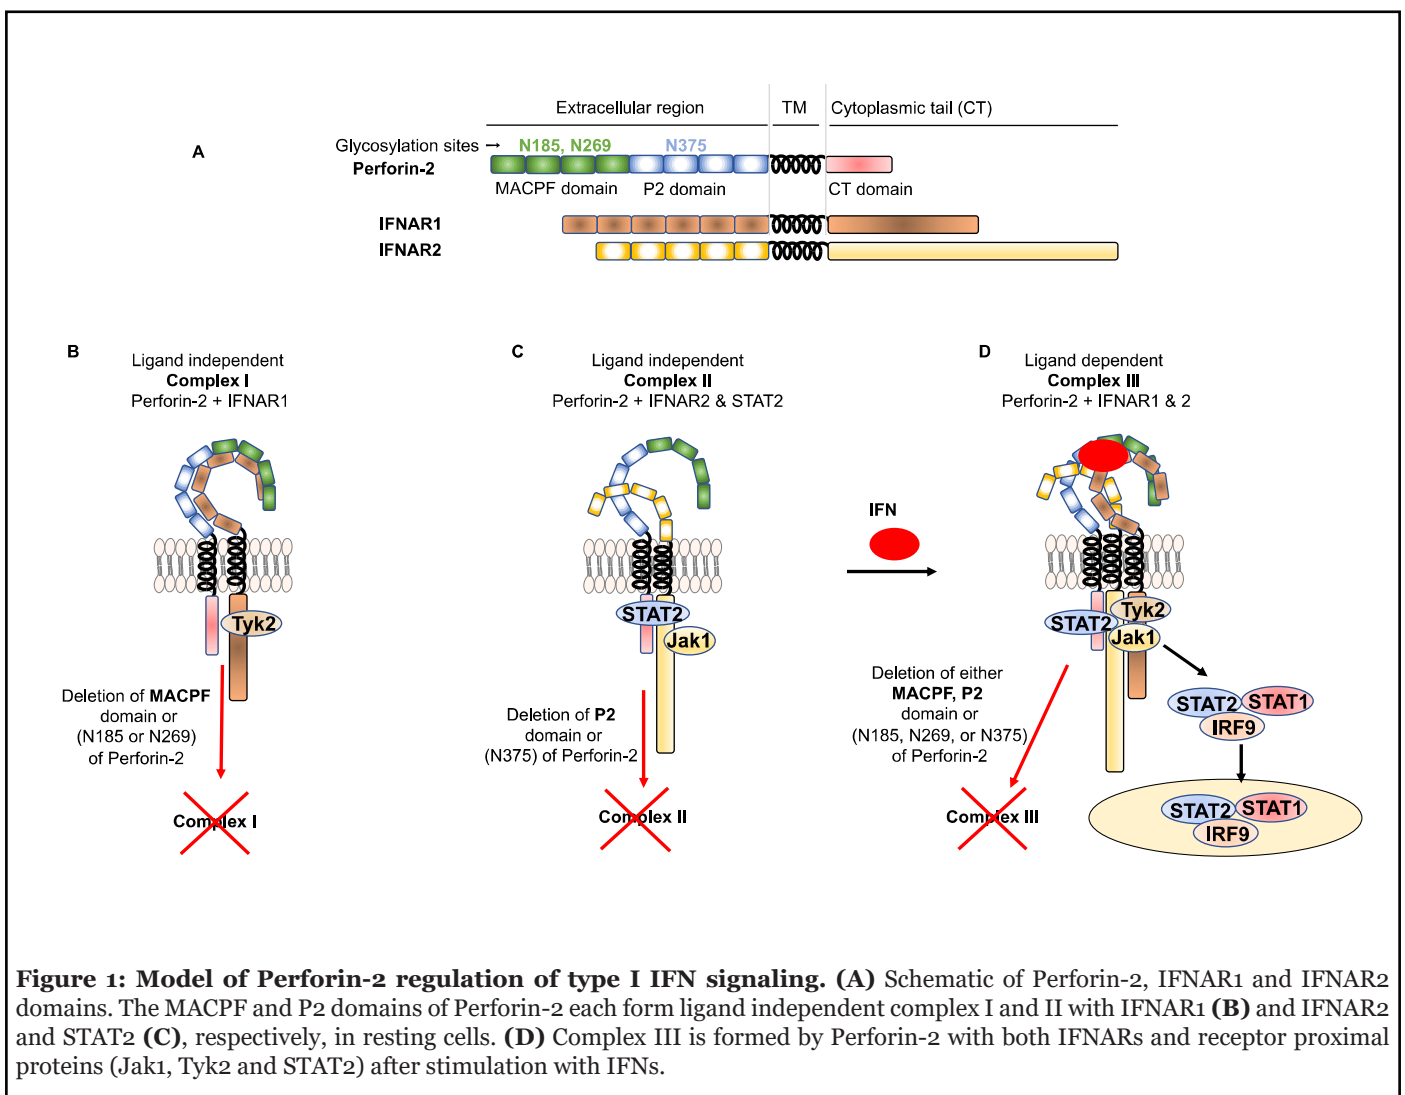 Extracellular region
TM
Cytoplasmic tail (CT)
A
Glycosylation sites →
N185, N269
N375
Perforin-2
MACPF domain
P2 domain
CT domain
IFNAR1
IFNAR2
B
Ligand independent
Complex I
Perforin-2 + IFNAR1
Tyk2
Deletion of MACPF
domain or
(N185 or N269)
of Perforin-2
Complex I
C
Ligand independent
Complex II
Perforin-2 + IFNAR2 & STAT2
STAT2
Jak1
Deletion of P2
domain or
(N375) of Perforin-2
Complex II
IFN
D
Ligand dependent
Complex III
Perforin-2 + IFNAR1 & 2
Tyk2
STAT2
Jak1
Deletion of either
MACPF, P2
domain or
(N185, N269, or N375)
of Perforin-2
Complex III
STAT2
STAT1
IRF9
STAT2
STAT1
IRF9
Figure 1: Model of Perforin-2 regulation of type I IFN signaling. (A) Schematic of Perforin-2, IFNAR1 and IFNAR2
domains. The MACPF and P2 domains of Perforin-2 each form ligand independent complex I and II with IFNAR1 (B) and IFNAR2
and STAT2 (C), respectively, in resting cells. (D) Complex III is formed by Perforin-2 with both IFNARs and receptor proximal
proteins (Jak1, Tyk2 and STAT2) after stimulation with IFNs.